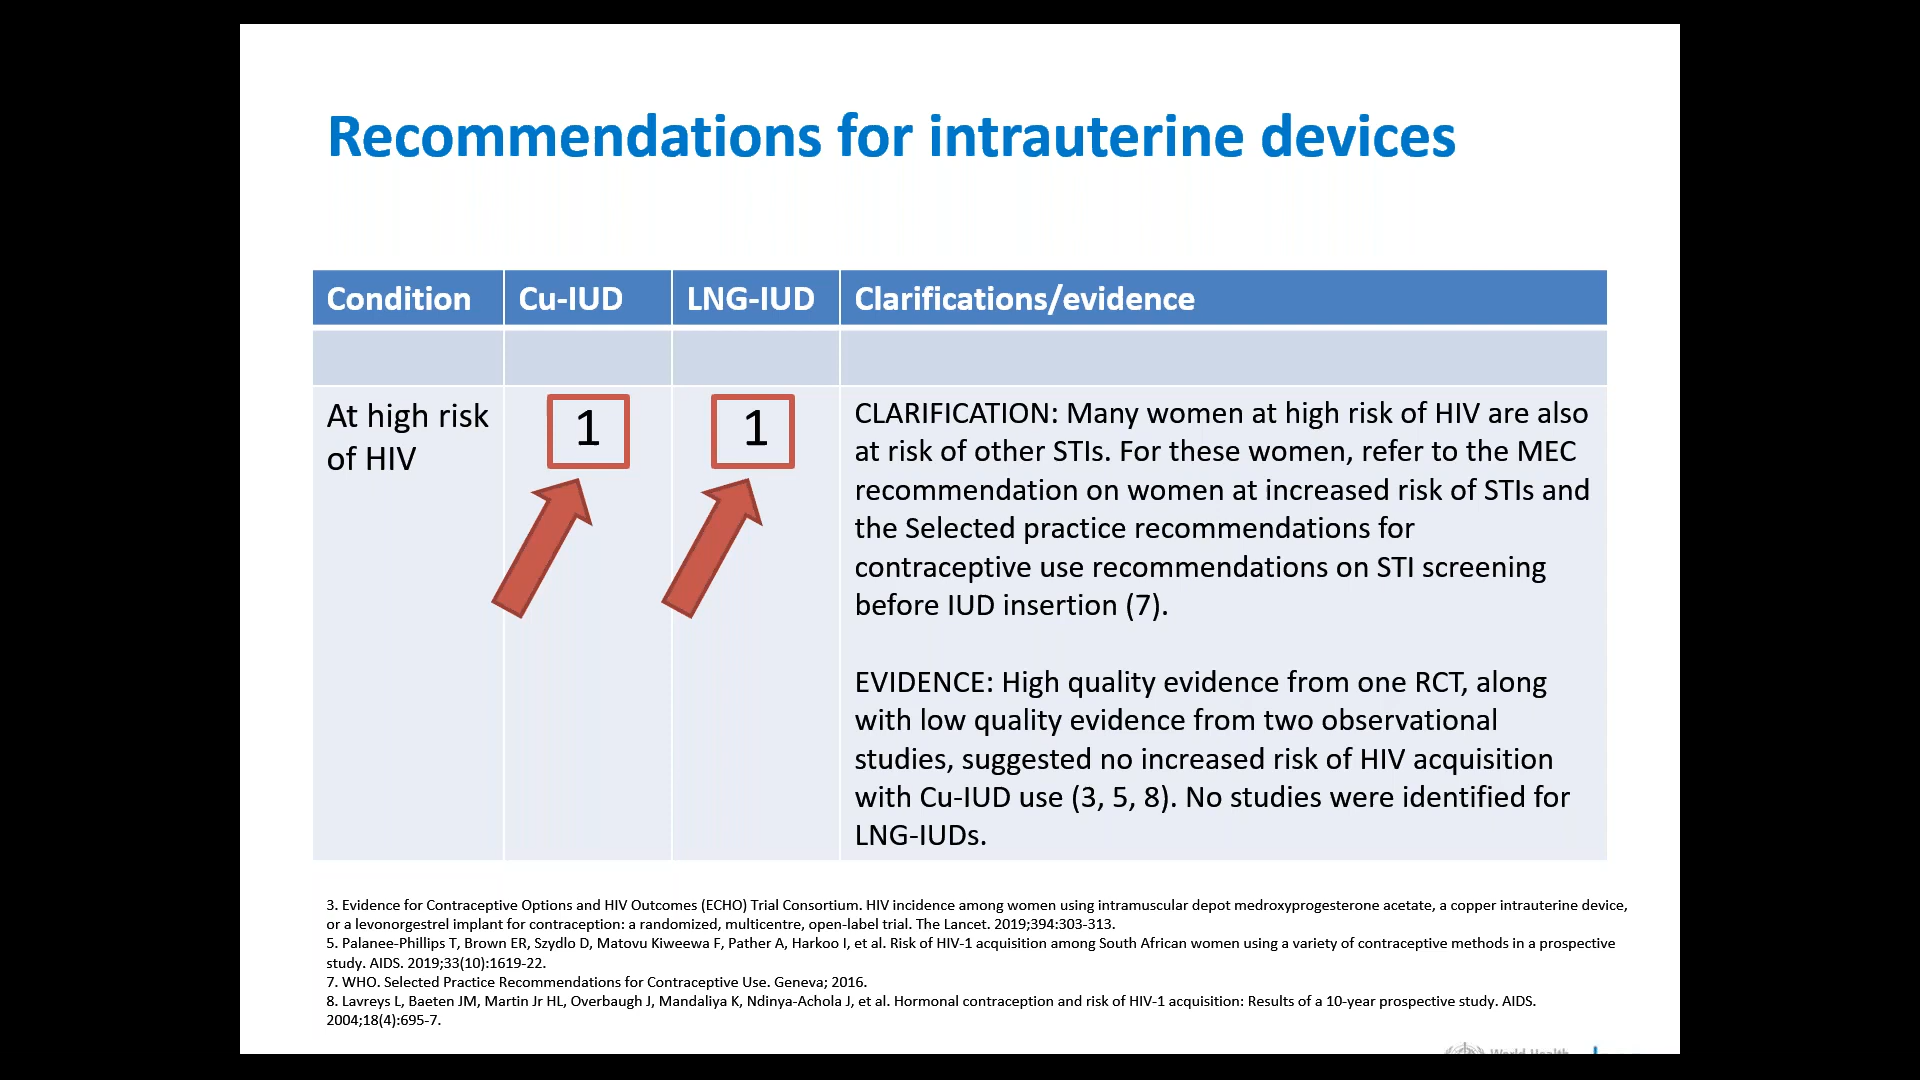 Recommendations for intrauterine devices
Condition Cu-IUD LNG-IUD Clarifications/evidence
At high risk
of HIV
1
1
CLARIFICATION: Many women at high risk of HIV are also
at risk of other STIs. For these women, refer to the MEC
recommendation on women at increased risk of STIs and
the Selected practice recommendations for
contraceptive use recommendations on STI screening
before IUD insertion (7).
EVIDENCE: High quality evidence from one RCT, along
with low quality evidence from two observational
studies, suggested no increased risk of HIV acquisition
with Cu-IUD use (3, 5, 8). No studies were identified for
LNG-IUDs.
3. Evidence for Contraceptive Options and HIV Outcomes (ECHO) Trial Consortium. HIV incidence among women using intramuscular depot medroxyprogesterone acetate, a copper intrauterine device,
or a levonorgestrel implant for contraception: a randomized, multicentre, open-label trial. The Lancet. 2019;394:303-313.
5. Palanee-Phillips T, Brown ER, Szydlo D, Matovu Kiweewa F, Pather A, Harkoo I, et al. Risk of HIV-1 acquisition among South African women using a variety of contraceptive methods in a prospective
study. AIDS. 2019;33(10):1619-22.
7. WHO. Selected Practice Recommendations for Contraceptive Use. Geneva; 2016.
8. Lavreys L, Baeten JM, Martin Jr HL, Overbaugh J, Mandaliya K, Ndinya-Achola J, et al. Hormonal contraception and risk of HIV-1 acquisition: Results of a 10-year prospective study. AIDS.
2004;18(4):695-7.
World Health